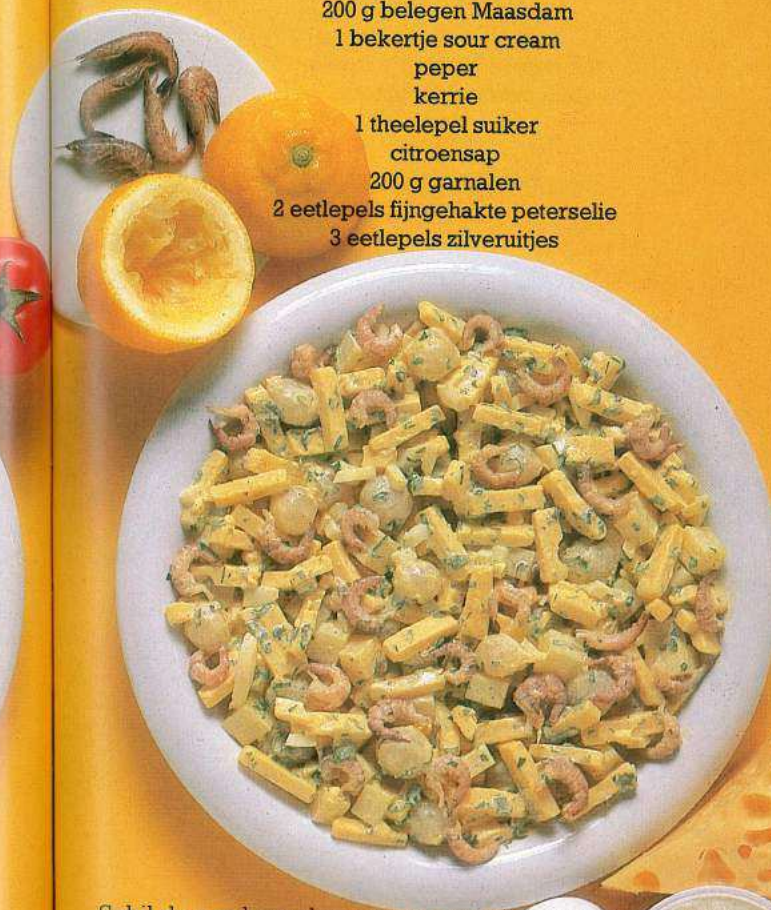 200 g belegen Maasdam
1 bekertje sour cream
peper
kerrie
1 theelepel suiker
citroensap
200 g garnalen
2 eetlepels fijngehakte peterselie
3 eetlepels zilveruitjes